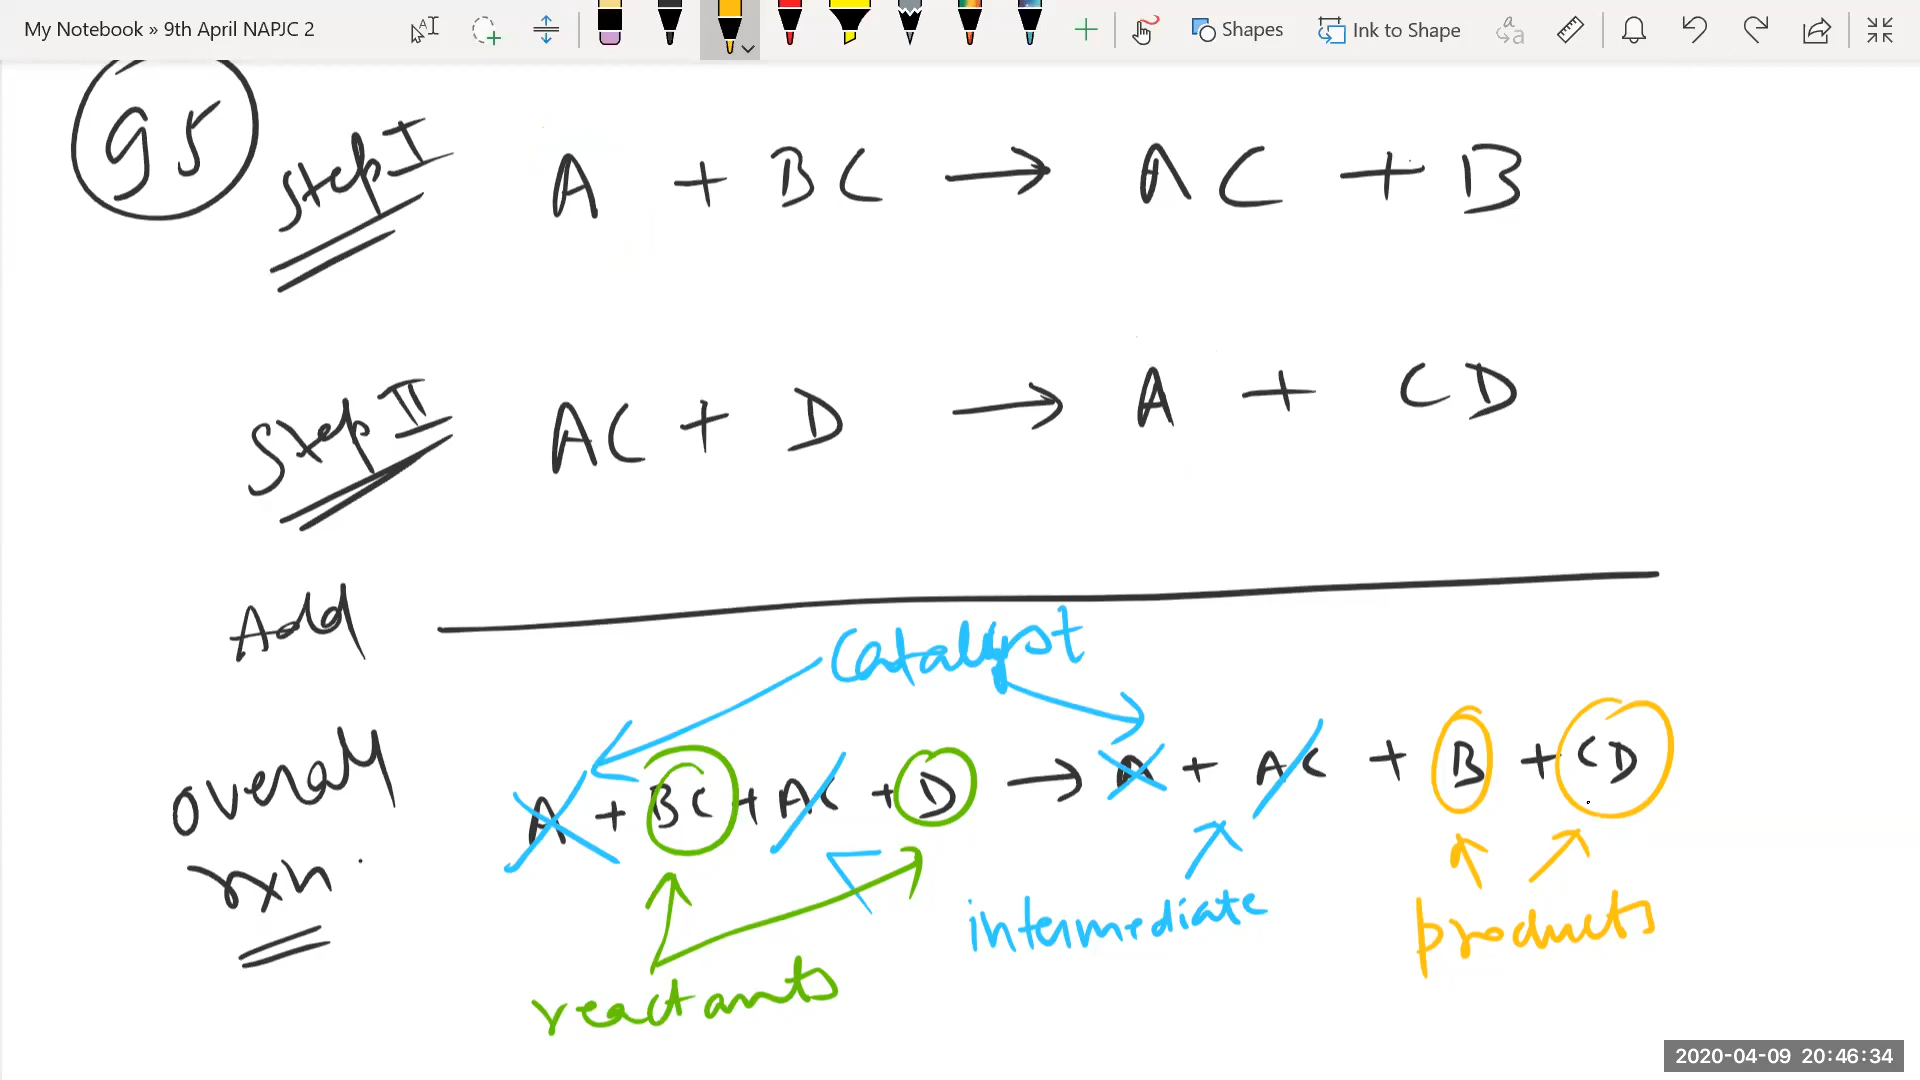 My Notebook » 9th April NAPJC 2
Shapes
Ink to Shape
95
Step I A + BC → AC + B
Step II AC + D → A + CD
Add
Catalyst
overall A + BC + AC + D → A + AC + B + CD
rxn.
intermediate
products
reactants
2020-04-09 20:46:34